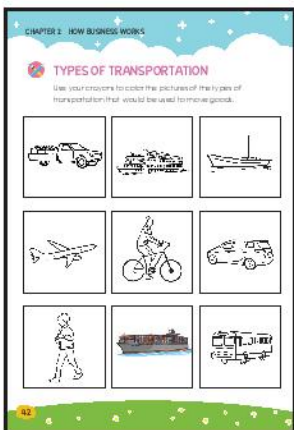 CHAPTER 2 HOW BUSINESS WORKS
TYPES OF TRANSPORTATION
Use your crayons to color the pictures of the types of
transportation that would be used to move goods.
42